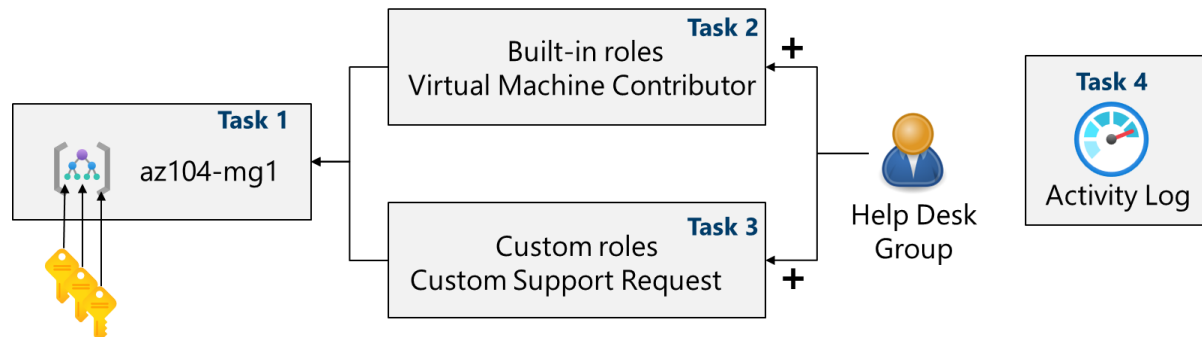 Task 1
az104-mg1
Task 2
Built-in roles
Virtual Machine Contributor
+
Task 3
Custom roles
Custom Support Request
+
Help Desk
Group
Task 4
Activity Log